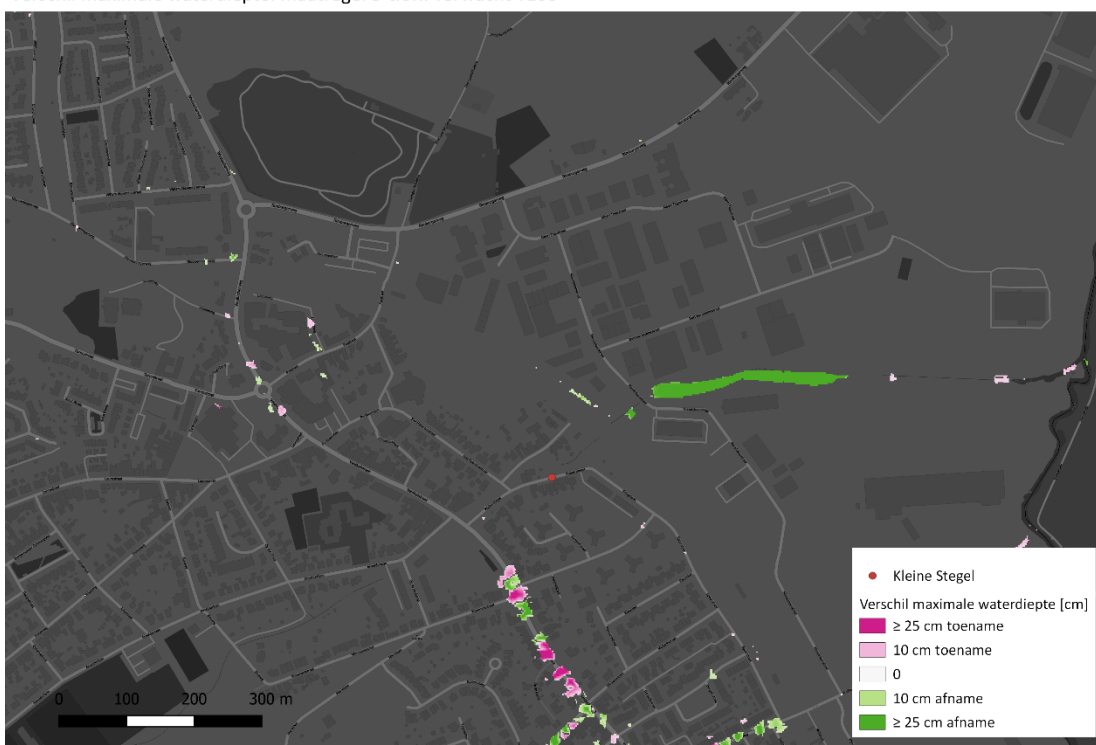 Kleine Stegel
Verschil maximale waterdiepte [cm]
≥ 25 cm toename
10 cm toename
0
10 cm afname
≥ 25 cm afname
0 100 200 300 m